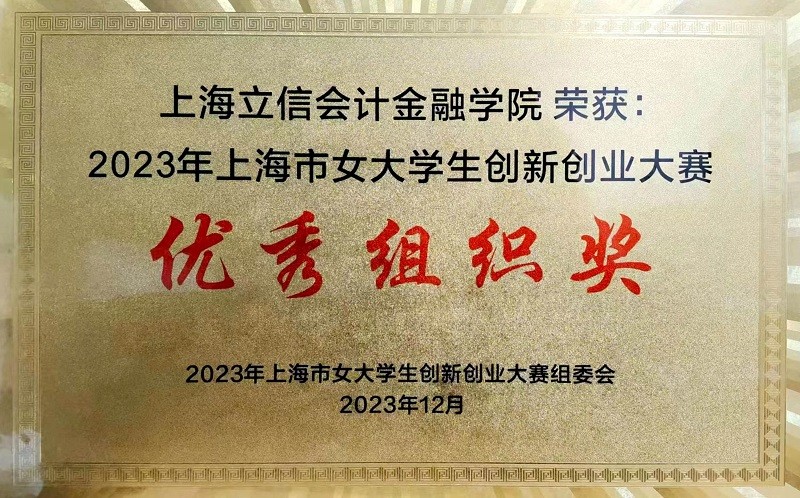 上海立信会计金融学院 荣获：
2023年上海市女大学生创新创业大赛
优秀组织奖
2023年上海市女大学生创新创业大赛组委会
2023年12月